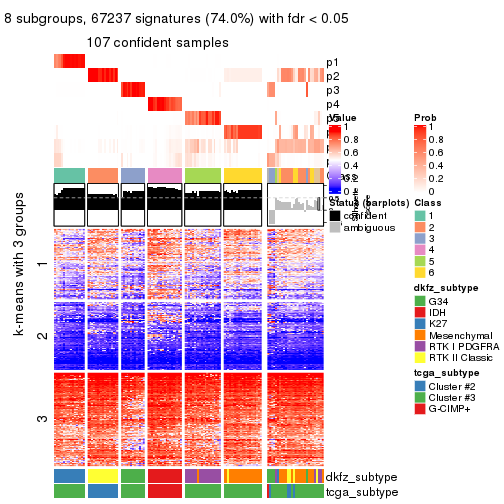 8 subgroups, 67237 signatures (74.0%) with fdr < 0.05
107 confident samples
p1
p2
p3
p4
k-means with 3 groups
1
2
3
Value
1
0.8
0.6
0.4
0.2
0
Prob
1
0.8
0.6
0.4
0.2
0
Status (barplots)
confident
ambiguous
Class
1
2
3
4
5
6
dkfz_subtype
G34
IDH
K27
Mesenchymal
RTK I PDGFRA
RTK II Classic
tcga_subtype
Cluster #2
Cluster #3
G-CIMP+
dkfz_subtype
tcga_subtype